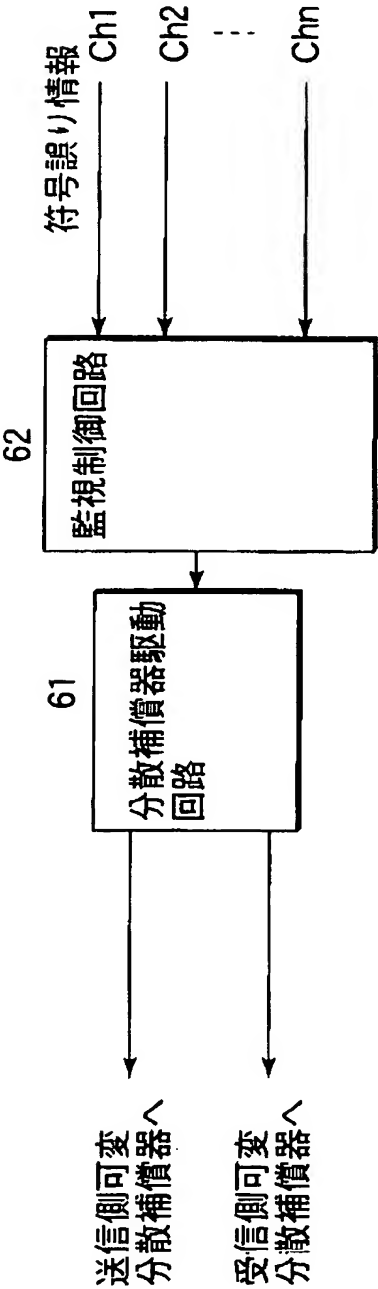 符号誤り情報
Ch1
Ch2
⋮
Chn
62
監視制御回路
61
分散補償器駆動
回路
送信側可変
分散補償器へ
受信側可変
分散補償器へ